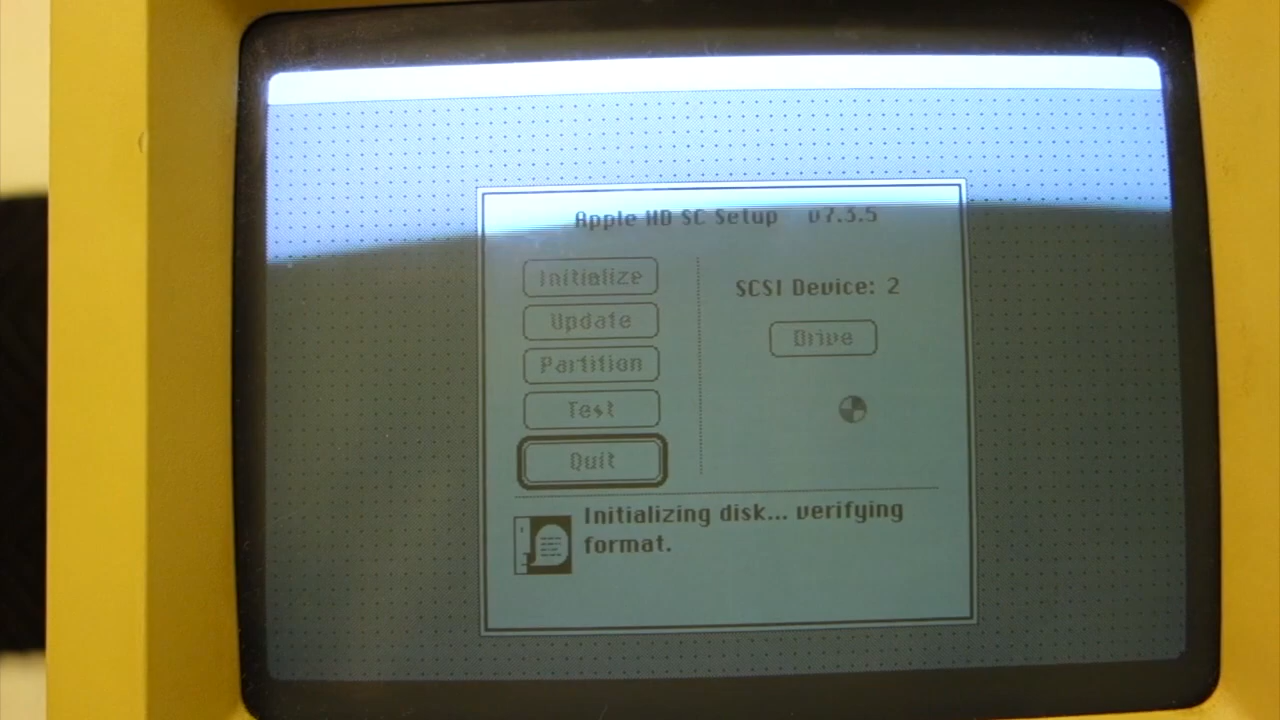 Apple HD SC Setup v7.3.5
Initialize
Update
Partition
Test
Quit
SCSI Device: 2
Drive
Initializing disk... verifying
format.